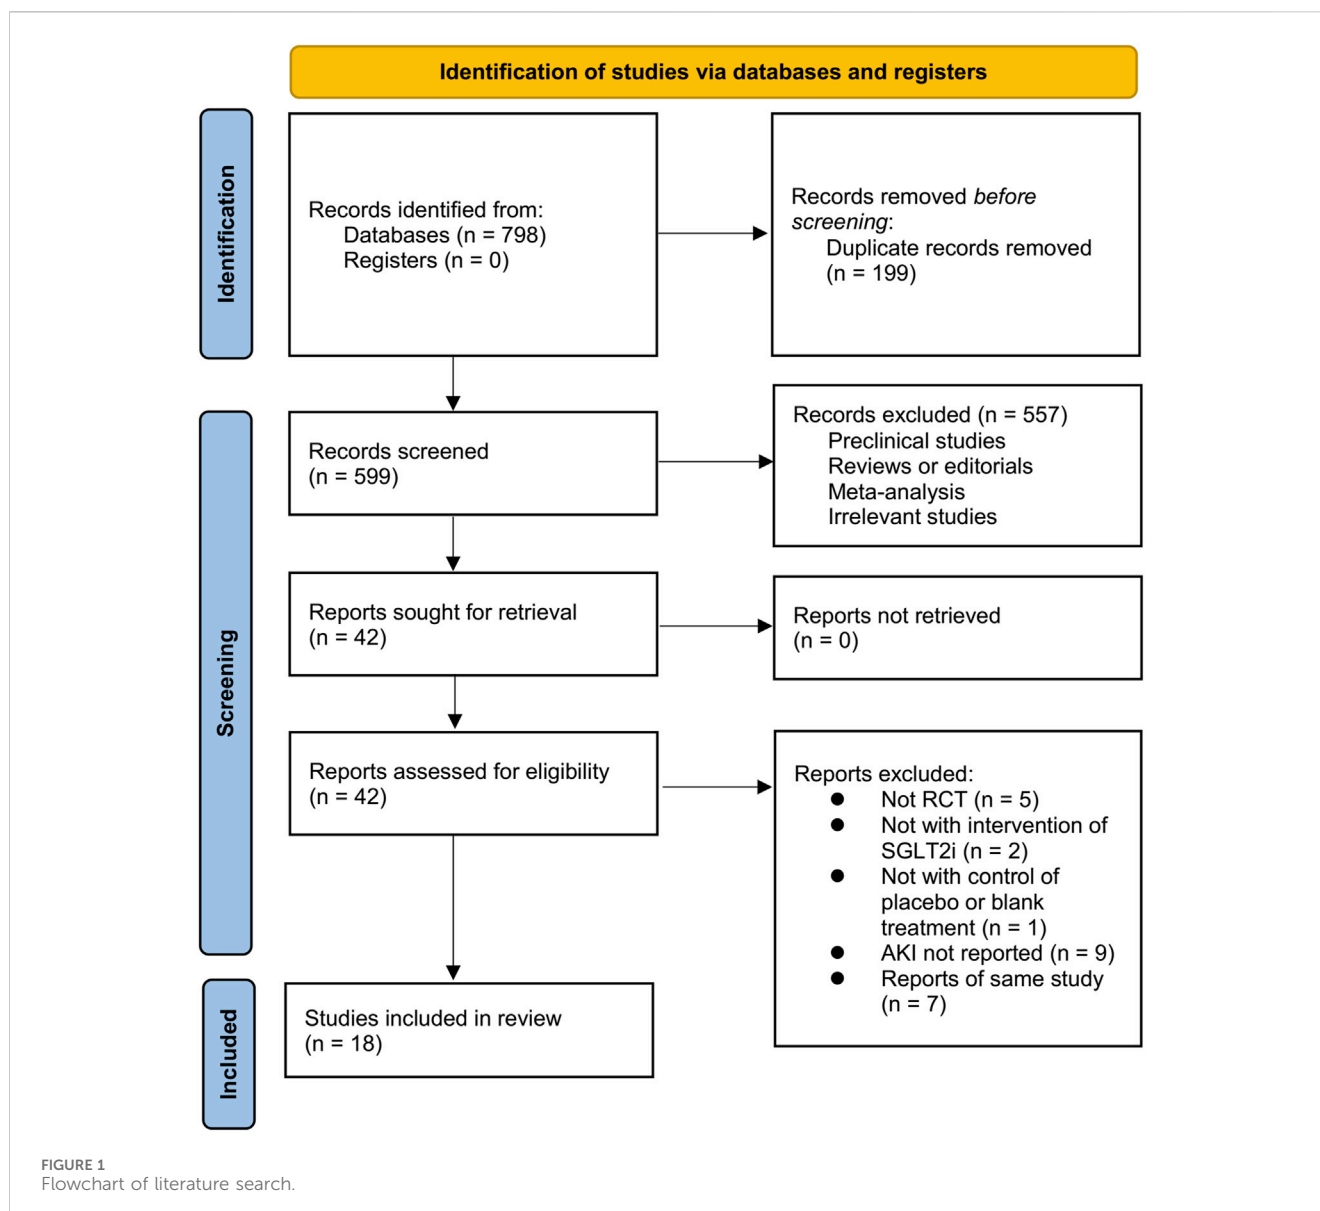 Identification of studies via databases and registers
Identification
Records identified from:
Databases (n = 798)
Registers (n = 0)
Records removed before
screening:
Duplicate records removed
(n = 199)
Screening
Records screened
(n = 599)
Records excluded (n = 557)
Preclinical studies
Reviews or editorials
Meta-analysis
Irrelevant studies
Reports sought for retrieval
(n = 42)
Reports not retrieved
(n = 0)
Reports assessed for eligibility
(n = 42)
Reports excluded:
● Not RCT (n = 5)
● Not with intervention of
SGLT2i (n = 2)
● Not with control of
placebo or blank
treatment (n = 1)
● AKI not reported (n = 9)
● Reports of same study
(n = 7)
Included
Studies included in review
(n = 18)
FIGURE 1
Flowchart of literature search.